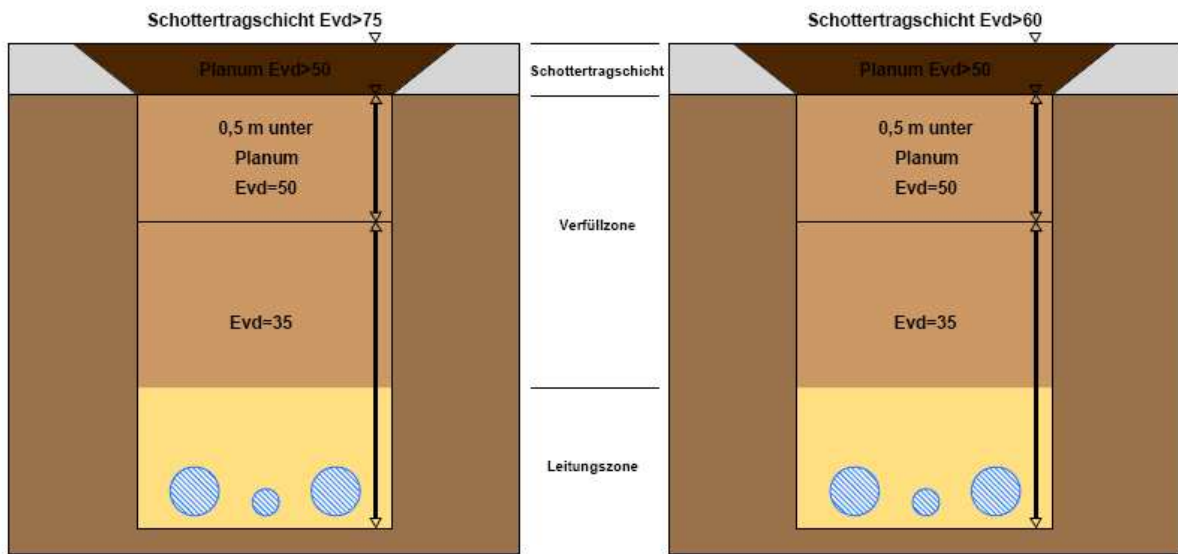 Schottertragschicht Evd>75
Planum Evd>50
0,5 m unter
Planum
Evd=50
Evd=35
Schottertragschicht
Verfüllzone
Leitungszone
Schottertragschicht Evd>60
Planum Evd>50
0,5 m unter
Planum
Evd=50
Evd=35